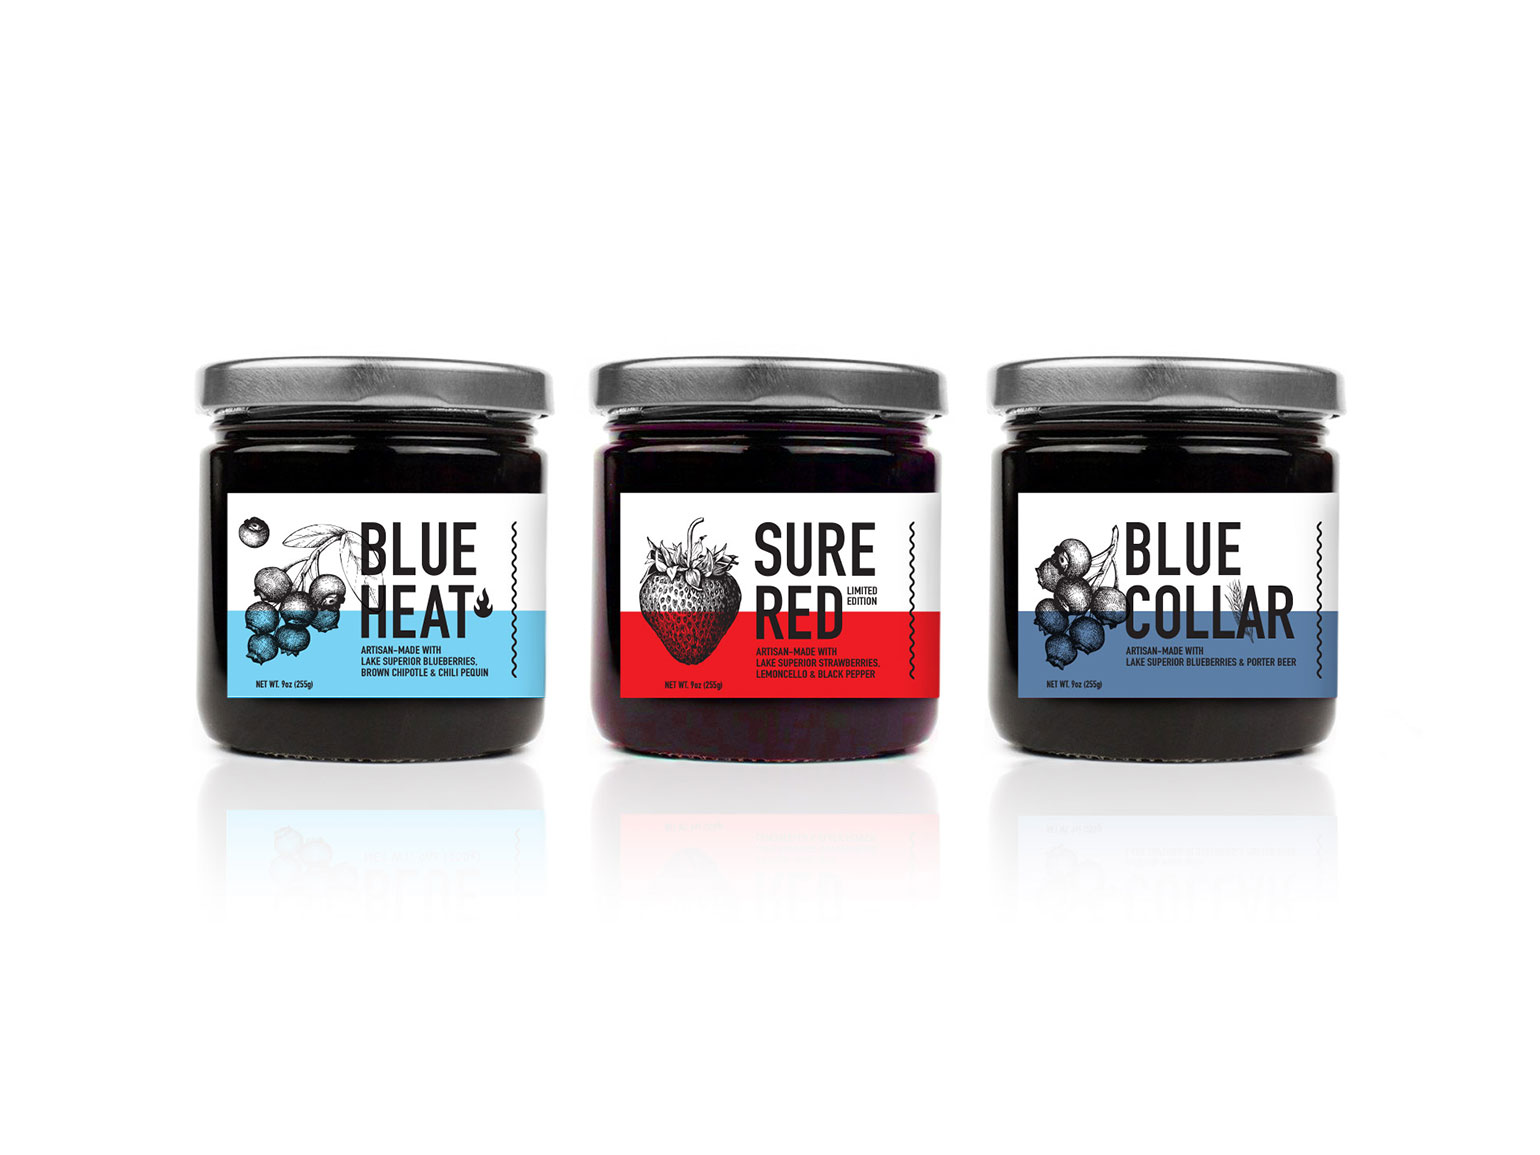 BLUE
HEAT
ARTISAN-MADE WITH
LAKE SUPERIOR BLUEBERRIES,
BROWN CHIPOTLE & CHILI PEQUIN
NET WT. 9oz (255g)
SURE
RED
LIMITED
EDITION
ARTISAN-MADE WITH
LAKE SUPERIOR STRAWBERRIES,
LEMONCELLO & BLACK PEPPER
NET WT. 9oz (255g)
BLUE
COLLAR
ARTISAN-MADE WITH
LAKE SUPERIOR BLUEBERRIES & PORTER BEER
NET WT. 9oz (255g)